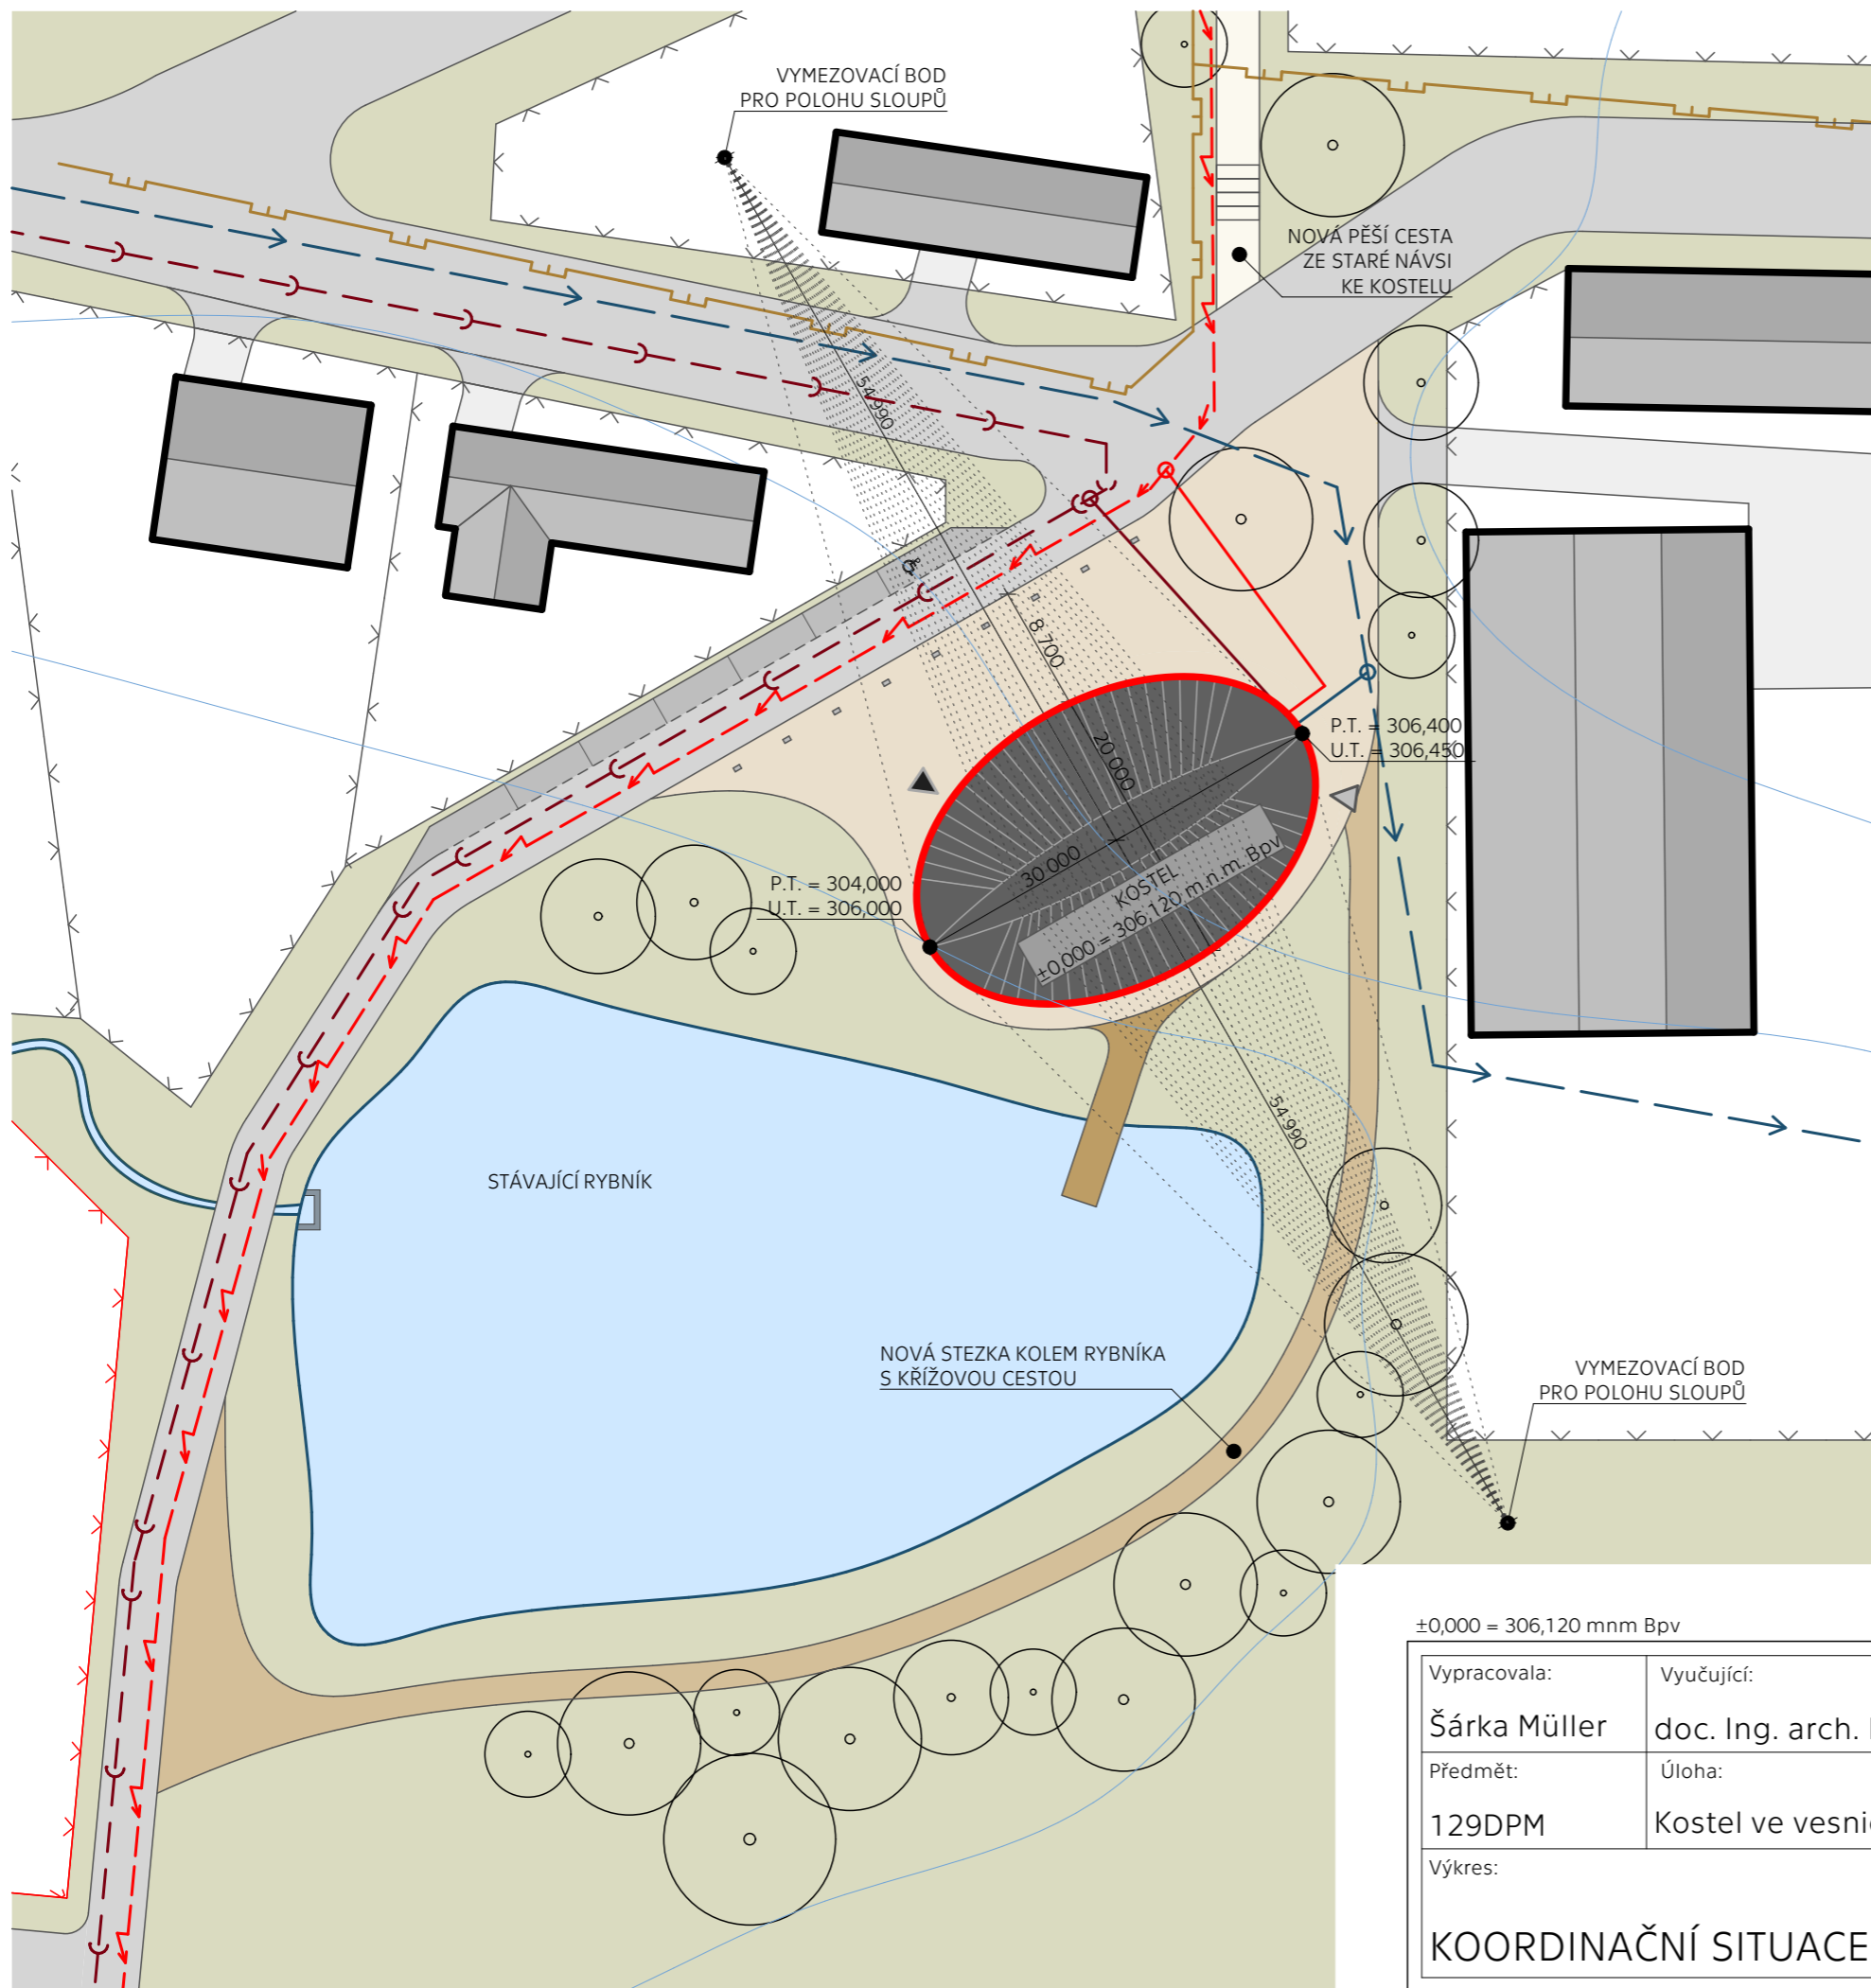 VYMEZOVACÍ BOD
PRO POLOHU SLOUPŮ
NOVÁ PĚŠÍ CESTA
ZE STARÉ NÁVSI
KE KOSTELU
54 990
8 700
20 000
30 000
P.T. = 306,400
U.T. = 306,450
P.T. = 304,000
U.T. = 306,000
KOSTEL
±0,000 = 306,120 m.n.m. Bpv
54 990
STÁVAJÍCÍ RYBNÍK
NOVÁ STEZKA KOLEM RYBNÍKA
S KŘÍŽOVOU CESTOU
VYMEZOVACÍ BOD
PRO POLOHU SLOUPŮ
±0,000 = 306,120 mnm Bpv
Vypracovala:
Vyučující:
Šárka Müller
doc. Ing. arch.
Předmět:
Úloha:
129DPM
Kostel ve
Výkres:
KOORDINAČNÍ SITUACE